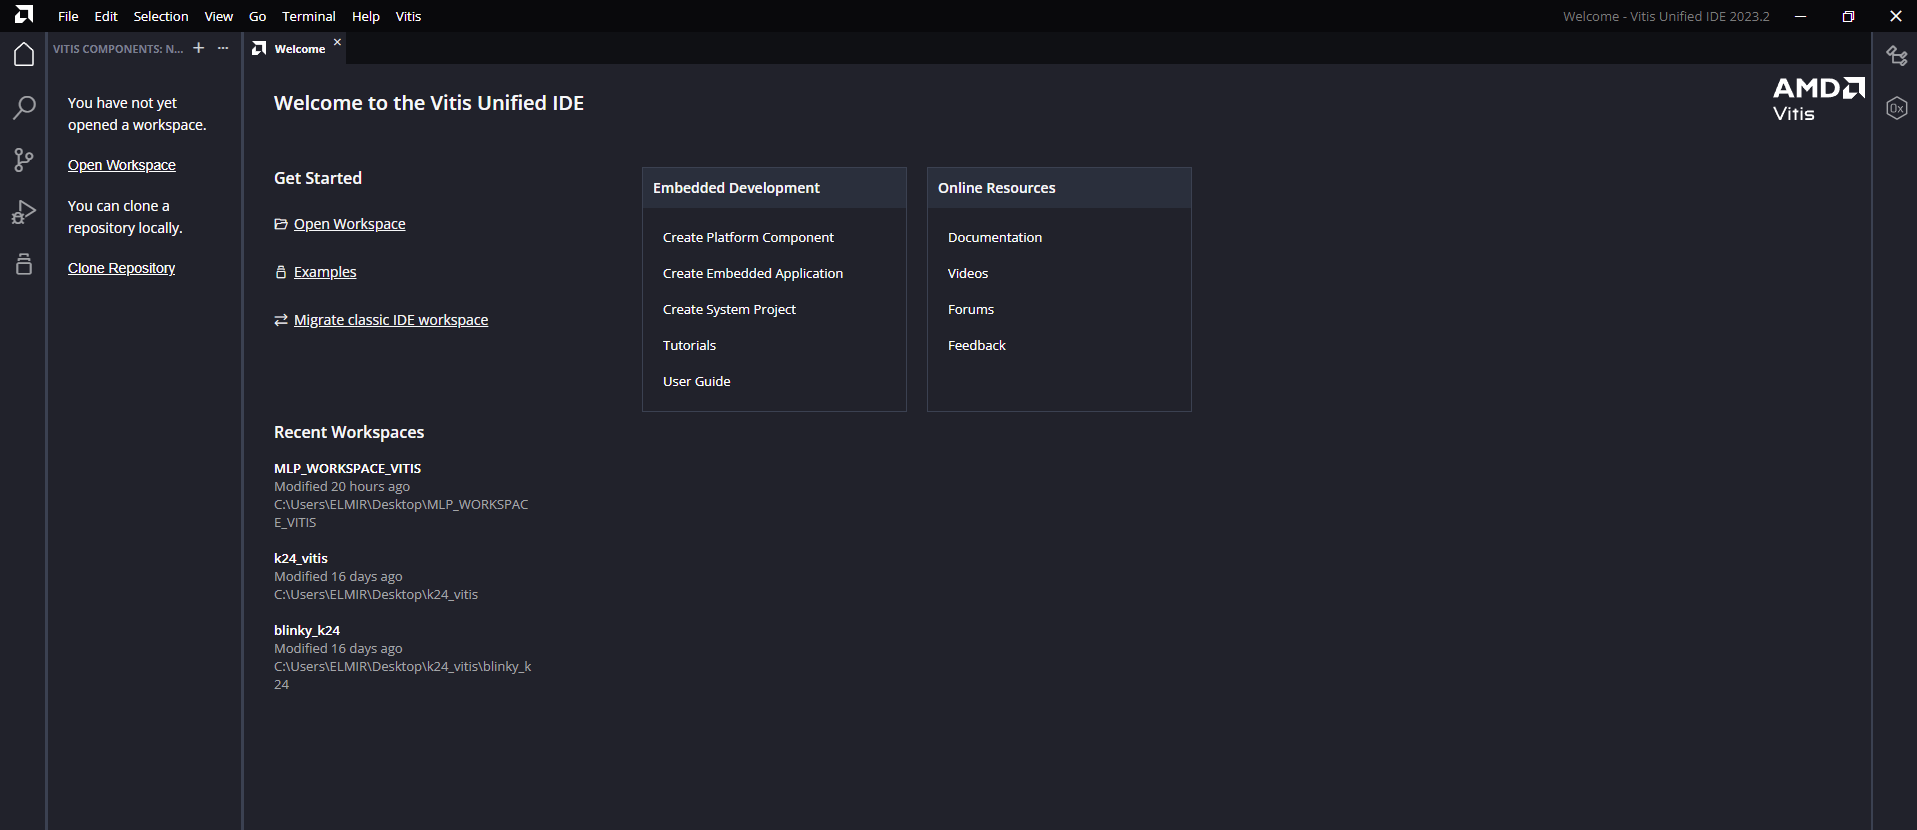 File Edit Selection View Go Terminal Help Vitis
Welcome - Vitis Unified IDE 2023.2
VITIS COMPONENTS: N...
Welcome
You have not yet
opened a workspace.
Open Workspace
You can clone a
repository locally.
Clone Repository
Welcome to the Vitis Unified IDE
AMD
Vitis
0x
Get Started
Open Workspace
Examples
Migrate classic IDE workspace
Embedded Development
Create Platform Component
Create Embedded Application
Create System Project
Tutorials
User Guide
Online Resources
Documentation
Videos
Forums
Feedback
Recent Workspaces
MLP_WORKSPACE_VITIS
Modified 20 hours ago
C:\Users\ELMIR\Desktop\MLP_WORKSPAC
E_VITIS
k24_vitis
Modified 16 days ago
C:\Users\ELMIR\Desktop\k24_vitis
blinky_k24
Modified 16 days ago
C:\Users\ELMIR\Desktop\k24_vitis\blinky_k
24